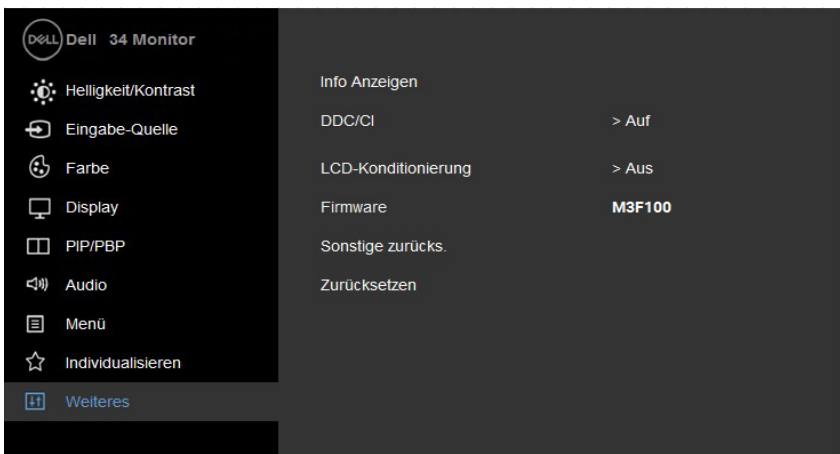 DELL Dell 34 Monitor
Helligkeit/Kontrast
Eingabe-Quelle
Farbe
Display
PIP/PBP
Audio
Menü
Individualisieren
Weiteres
Info Anzeigen
DDC/CI > Auf
LCD-Konditionierung > Aus
Firmware M3F100
Sonstige zurücks.
Zurücksetzen